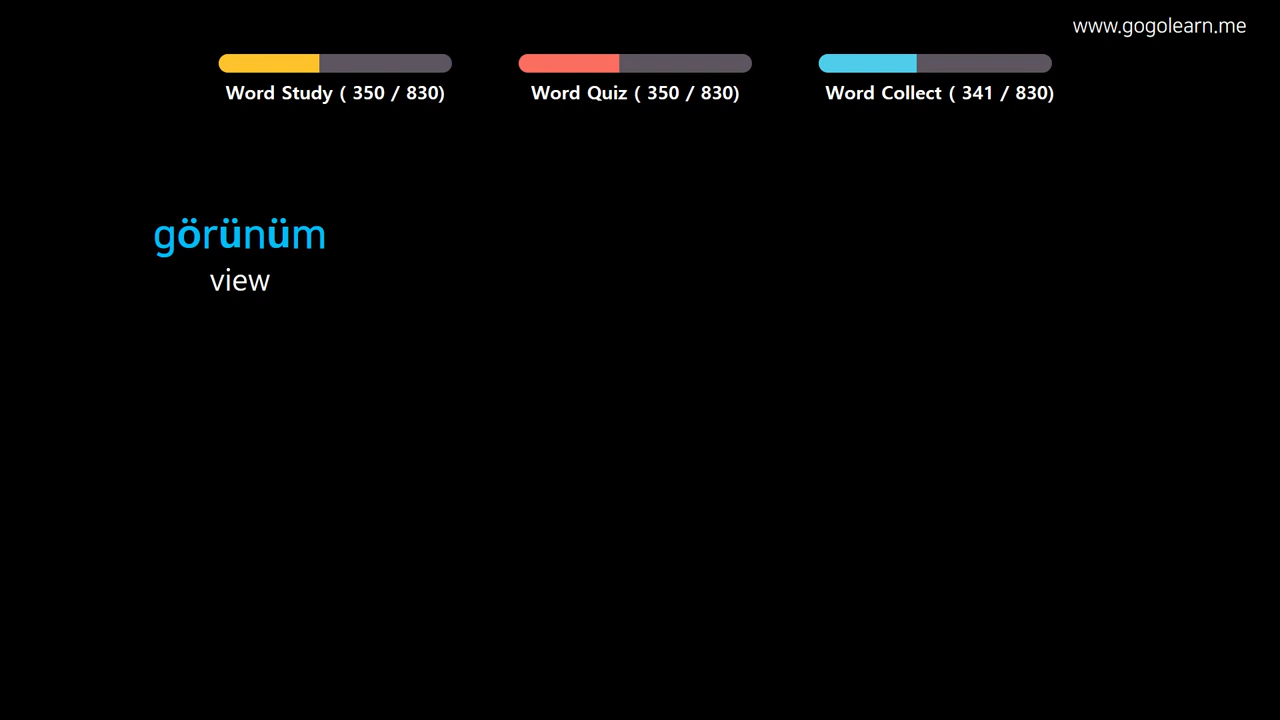 www.gogolearn.me
Word Study ( 350 / 830)
Word Quiz ( 350 / 830)
Word Collect ( 341 / 830)
görünüm
view